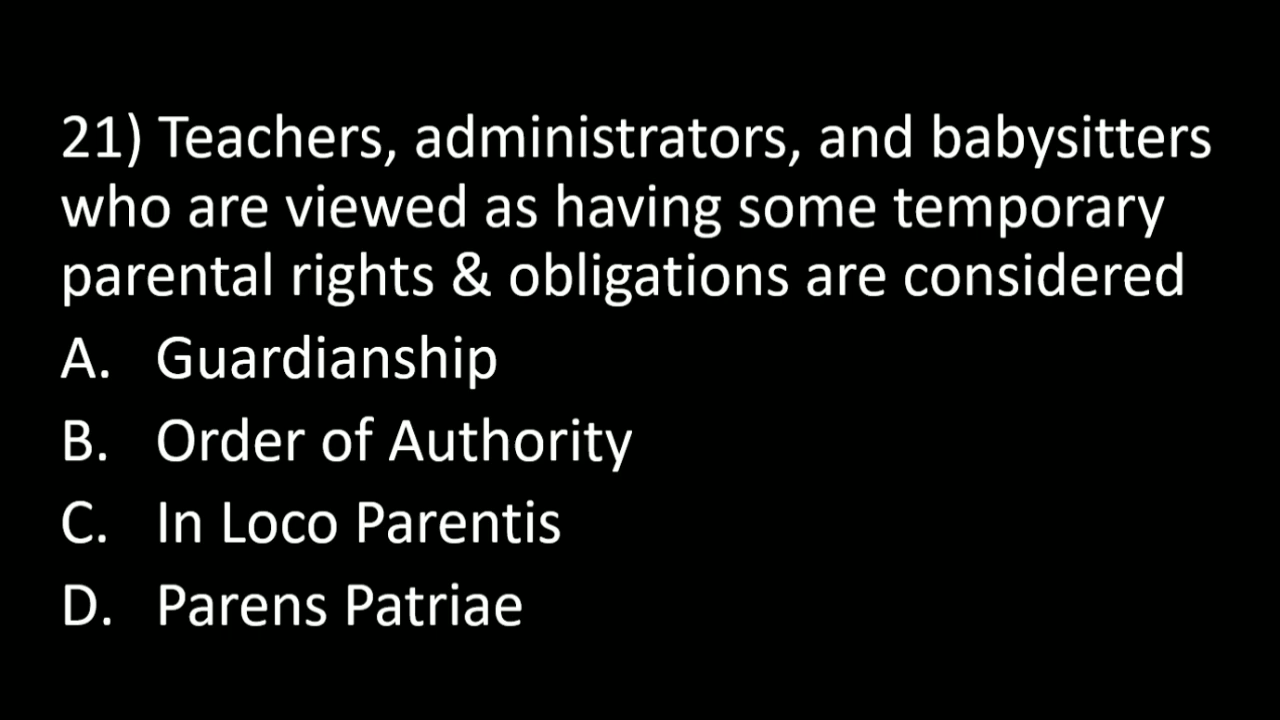 21) Teachers, administrators, and babysitters
who are viewed as having some temporary
parental rights & obligations are considered
A. Guardianship
B. Order of Authority
C. In Loco Parentis
D. Parens Patriae